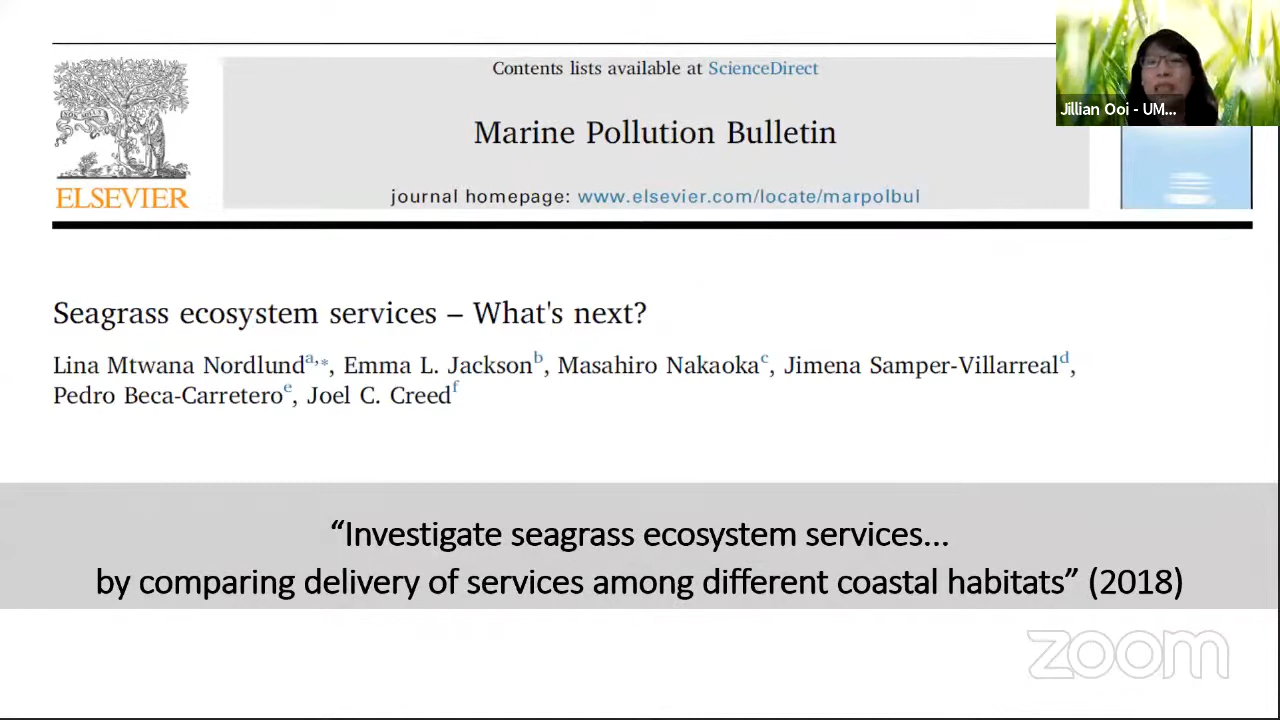 Contents lists available at ScienceDirect
Jillian Ooi - UM...
Marine Pollution Bulletin
ELSEVIER
journal homepage: www.elsevier.com/locate/marpolbul
Seagrass ecosystem services – What's next?
Lina Mtwana Nordlundᵃ,*, Emma L. Jacksonᵇ, Masahiro Nakaokaᶜ, Jimena Samper-Villarrealᵈ,
Pedro Beca-Carreteroᵉ, Joel C. Creedᶠ
“Investigate seagrass ecosystem services...
by comparing delivery of services among different coastal habitats” (2018)
zoom